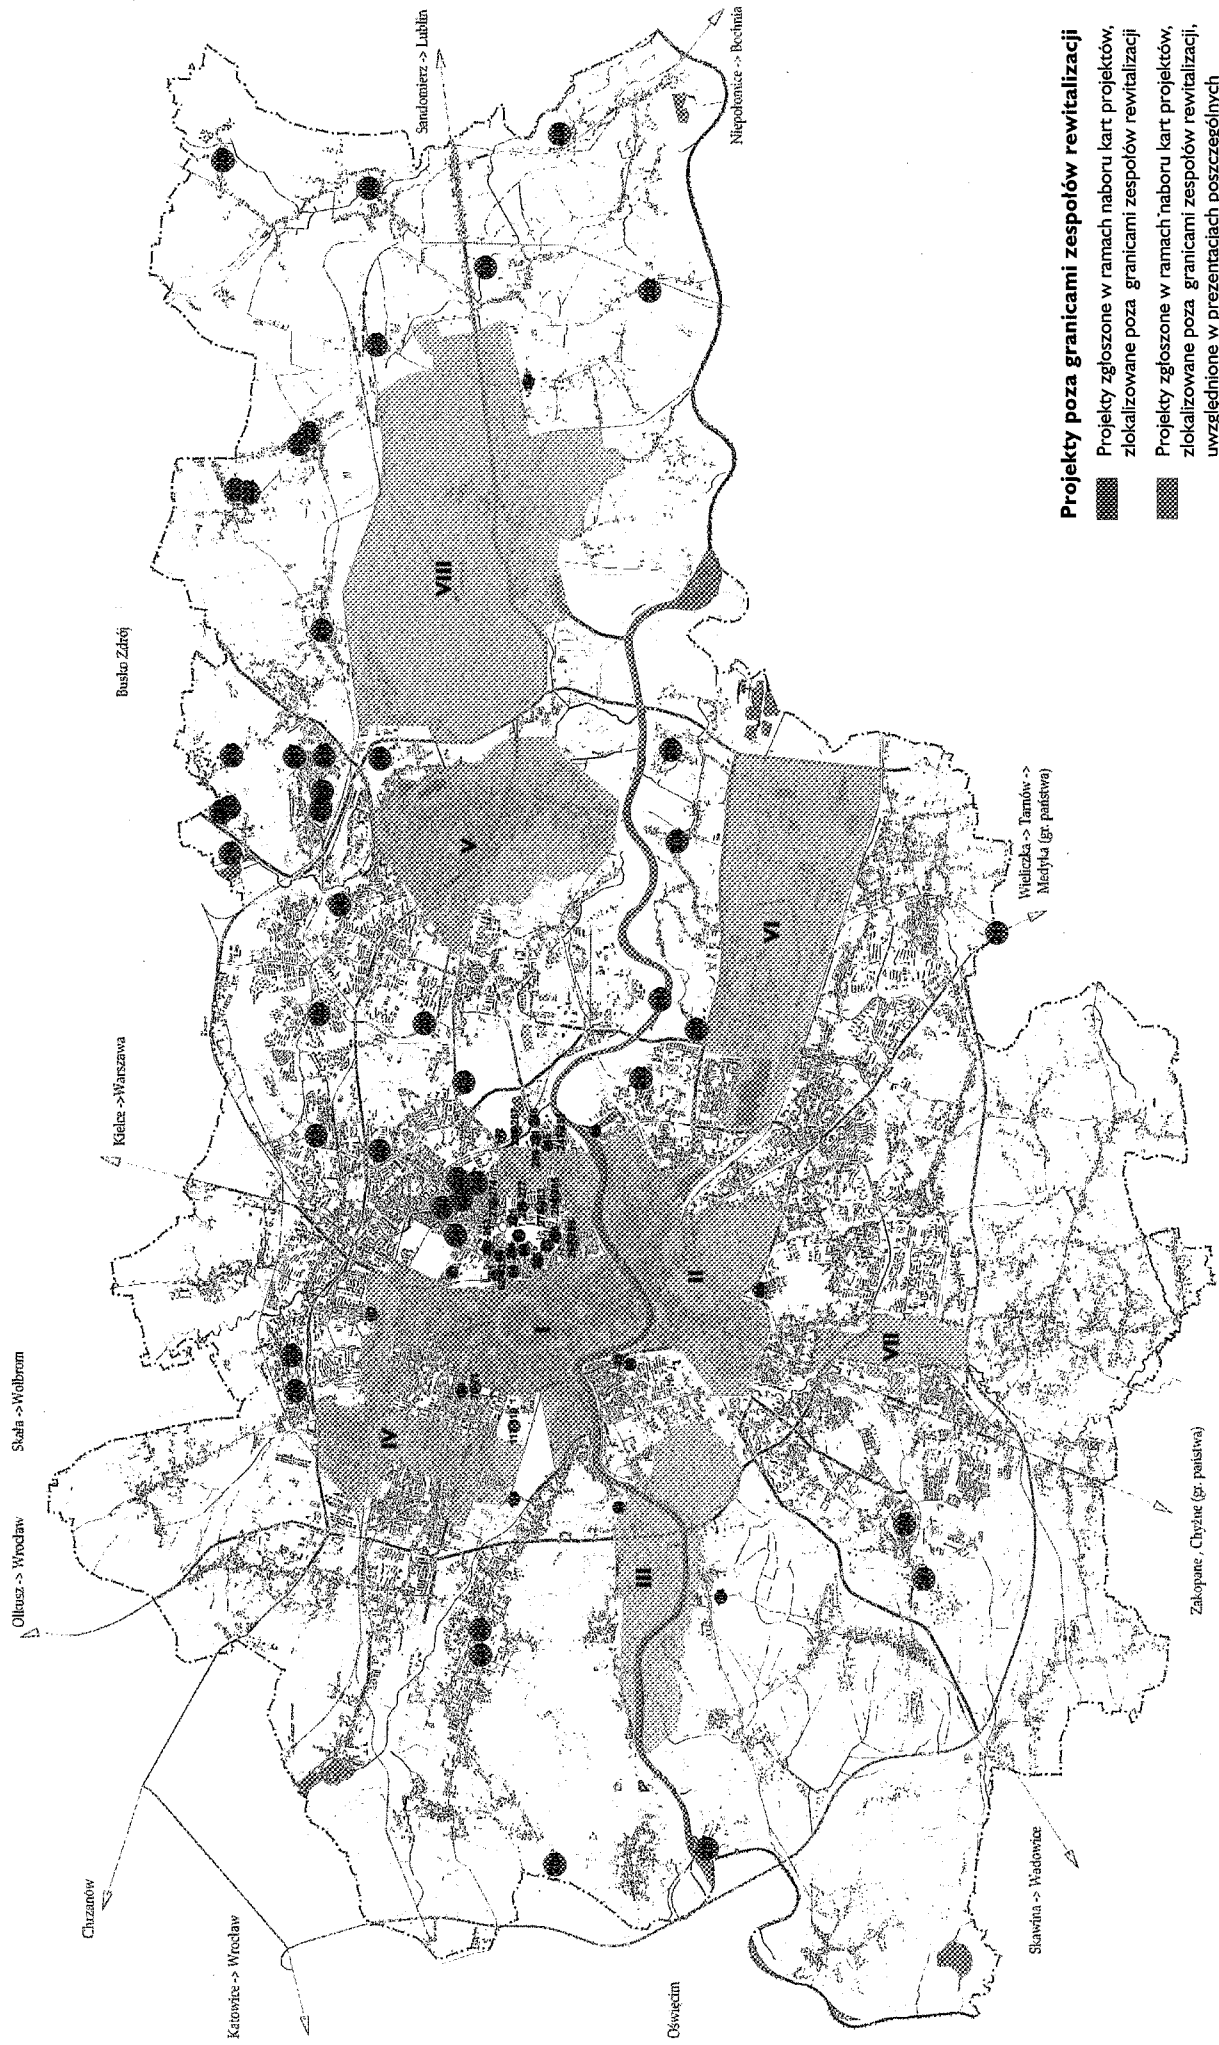 Chrzanów
Katowice -> Wrocław
Olkusz -> Wrocław
Skała ->Wolbrom
Kielce ->Warszawa
Busko Zdrój
Sandomierz -> Lublin
Niepołomice -> Bochnia
Wieliczka -> Tarnów ->
Medyka (gr. państwa)
Zakopane, Chyżne (gr. państwa)
Skawina -> Wadowice
Oświęcim
I
II
III
IV
V
VI
VII
VIII
Projekty poza granicami zespołów rewitalizacji
Projekty zgłoszone w ramach naboru kart projektów,
zlokalizowane poza granicami zespołów rewitalizacji
Projekty zgłoszone w ramach naboru kart projektów,
zlokalizowane poza granicami zespołów rewitalizacji,
uwzględnione w prezentaciach poszczególnych